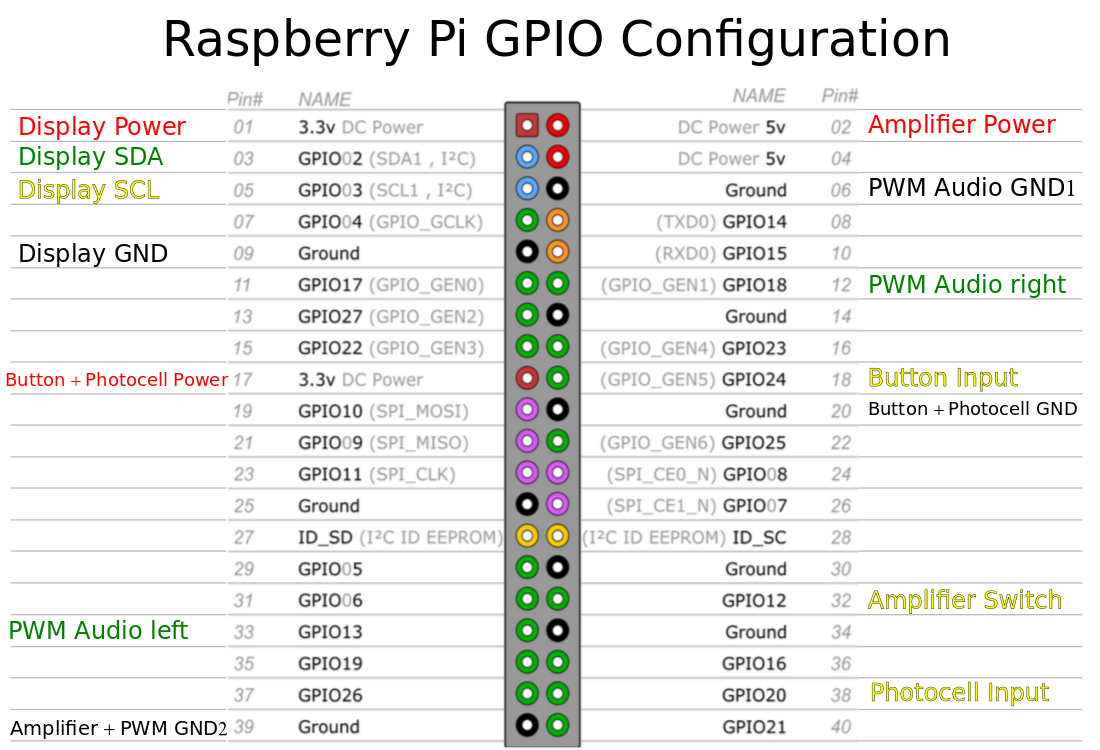 Raspberry Pi GPIO Configuration
Pin# NAME NAME Pin#
Display Power 01 3.3v DC Power DC Power 5v 02 Amplifier Power
Display SDA 03 GPIO02 (SDA1 , I²C) DC Power 5v 04
Display SCL 05 GPIO03 (SCL1 , I²C) Ground 06 PWM Audio GND1
07 GPIO04 (GPIO_GCLK) (TXD0) GPIO14 08
Display GND 09 Ground (RXD0) GPIO15 10
11 GPIO17 (GPIO_GEN0) (GPIO_GEN1) GPIO18 12 PWM Audio right
13 GPIO27 (GPIO_GEN2) Ground 14
15 GPIO22 (GPIO_GEN3) (GPIO_GEN4) GPIO23 16
Button + Photocell Power 17 3.3v DC Power (GPIO_GEN5) GPIO24 18 Button Input
19 GPIO10 (SPI_MOSI) Ground 20 Button + Photocell GND
21 GPIO09 (SPI_MISO) (GPIO_GEN6) GPIO25 22
23 GPIO11 (SPI_CLK) (SPI_CE0_N) GPIO08 24
25 Ground (SPI_CE1_N) GPIO07 26
27 ID_SD (I²C ID EEPROM) (I²C ID EEPROM) ID_SC 28
29 GPIO05 Ground 30
31 GPIO06 GPIO12 32 Amplifier Switch
PWM Audio left 33 GPIO13 Ground 34
35 GPIO19 GPIO16 36
37 GPIO26 GPIO20 38 Photocell Input
Amplifier + PWM GND2 39 Ground GPIO21 40